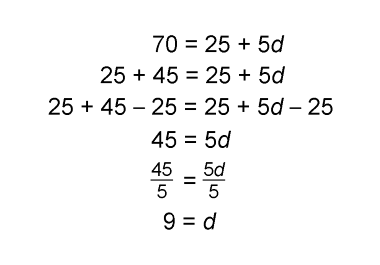 70 = 25 + 5d
25 + 45 = 25 + 5d
25 + 45 – 25 = 25 + 5d – 25
45 = 5d
45/5 = 5d/5
9 = d